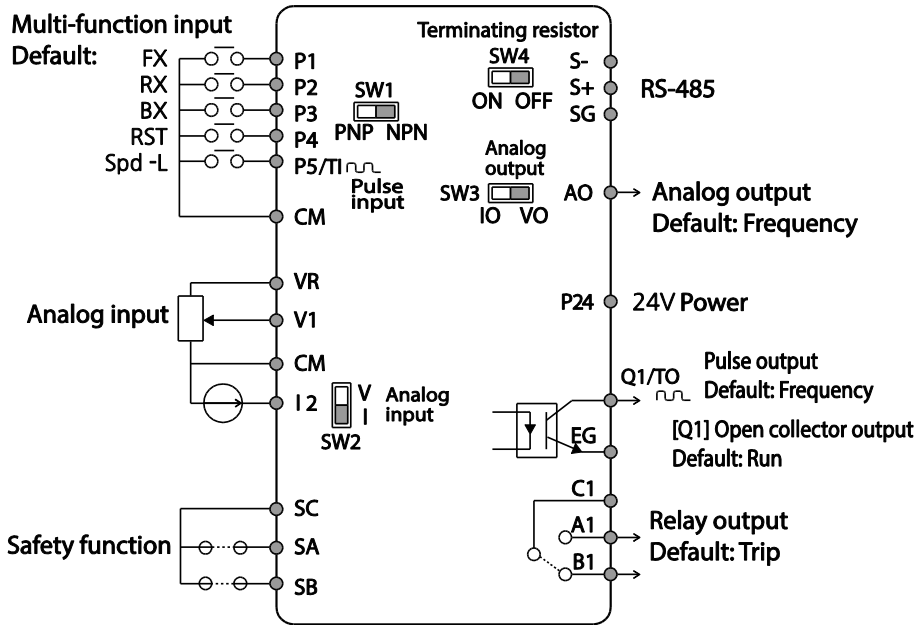 Multi-function input
Default:
FX
RX
BX
RST
Spd -L
P1
P2
P3
P4
P5/TI
Pulse
input
CM
SW1
PNP NPN
Terminating resistor
SW4
ON OFF
S-
S+
SG
RS-485
Analog
output
SW3
IO VO
AO
Analog output
Default: Frequency
Analog input
VR
V1
CM
I 2
V
I
SW2
Analog
input
P24
24V Power
Q1/TO
Pulse output
Default: Frequency
EG
[Q1] Open collector output
Default: Run
Safety function
SC
SA
SB
C1
A1
B1
Relay output
Default: Trip